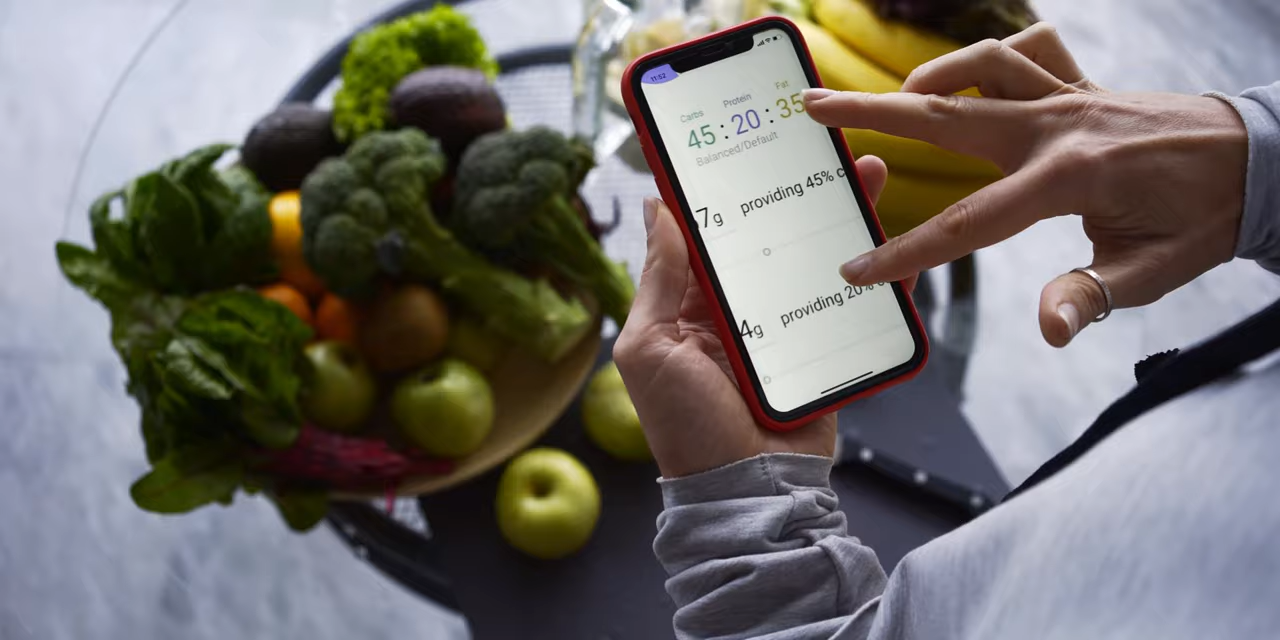 11:52
Carbs Protein Fat
45 : 20 : 35
Balanced/Default
7g providing 45% c
4g providing 20%